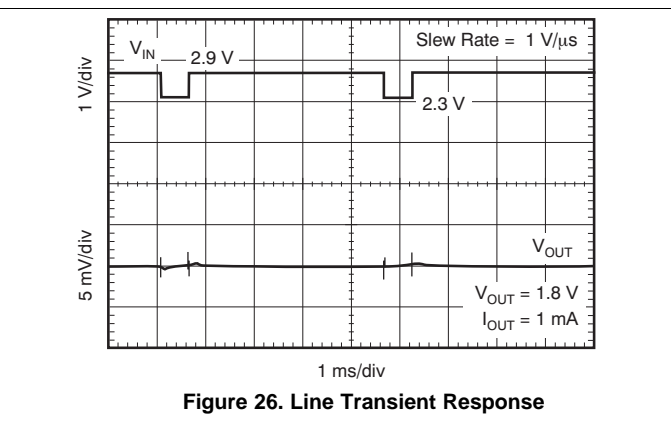 V_IN
2.9 V
Slew Rate = 1 V/μs
1 V/div
2.3 V
5 mV/div
V_OUT
V_OUT = 1.8 V
I_OUT = 1 mA
1 ms/div
Figure 26. Line Transient Response